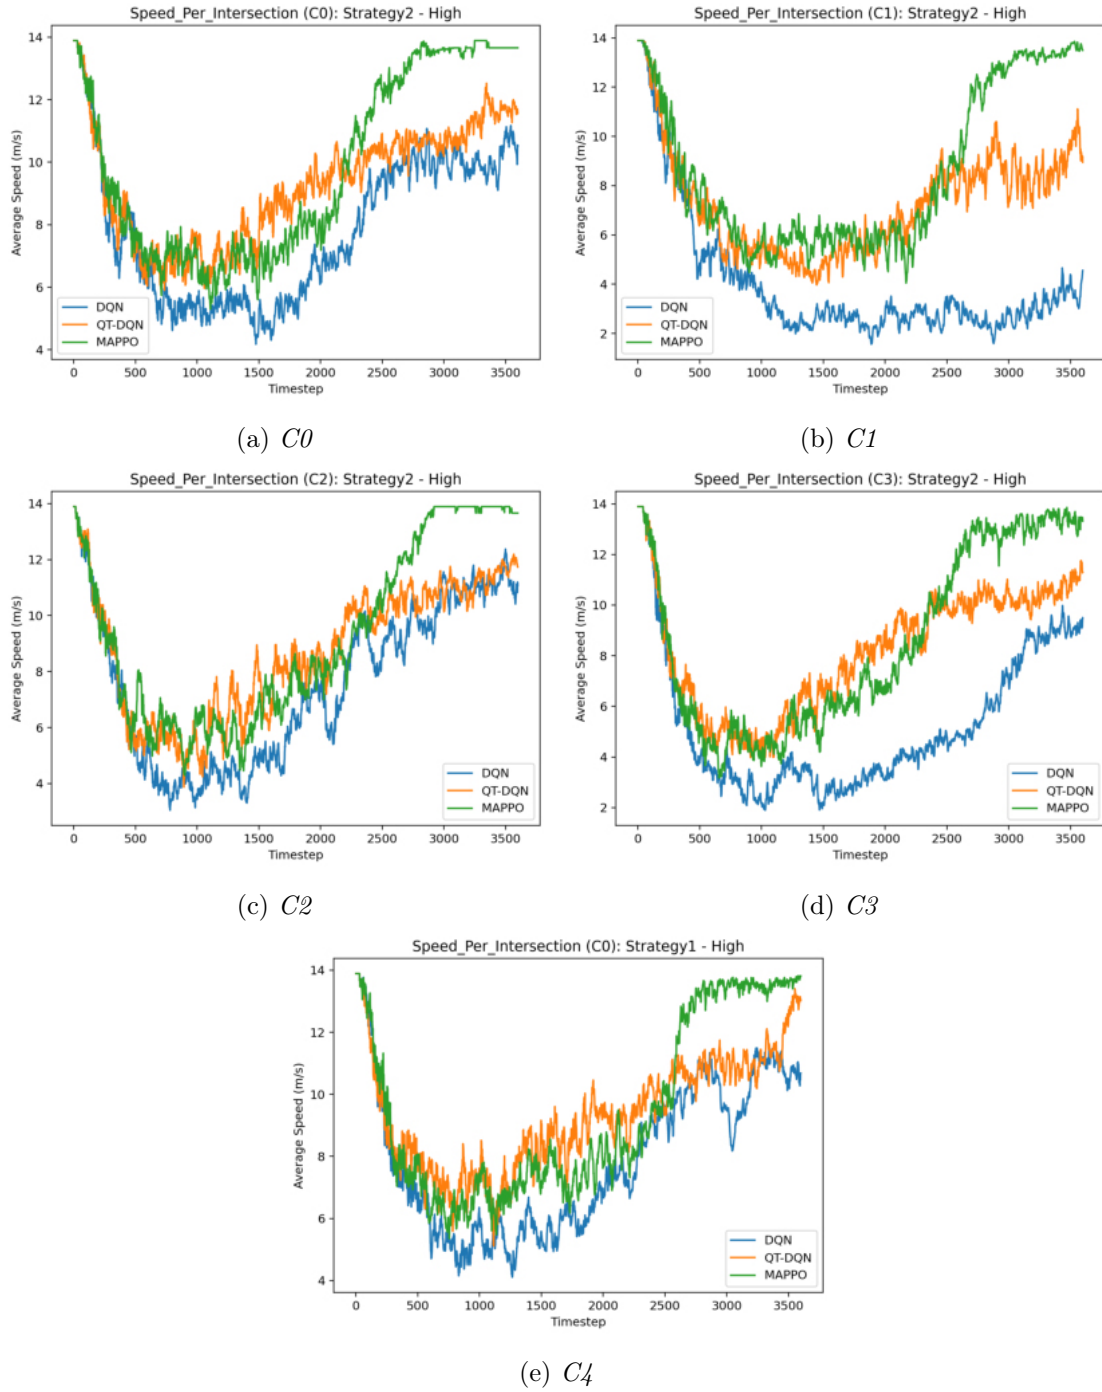 Speed_Per_Intersection (C0): Strategy2 - High
Average Speed (m/s)
14
12
10
8
6
4
DQN
QT-DQN
MAPPO
0 500 1000 1500 2000 2500 3000 3500
Timestep
(a) C0
Speed_Per_Intersection (C1): Strategy2 - High
Average Speed (m/s)
14
12
10
8
6
4
2
DQN
QT-DQN
MAPPO
0 500 1000 1500 2000 2500 3000 3500
Timestep
(b) C1
Speed_Per_Intersection (C2): Strategy2 - High
Average Speed (m/s)
14
12
10
8
6
4
DQN
QT-DQN
MAPPO
0 500 1000 1500 2000 2500 3000 3500
Timestep
(c) C2
Speed_Per_Intersection (C3): Strategy2 - High
Average Speed (m/s)
14
12
10
8
6
4
2
DQN
QT-DQN
MAPPO
0 500 1000 1500 2000 2500 3000 3500
Timestep
(d) C3
Speed_Per_Intersection (C0): Strategy1 - High
Average Speed (m/s)
14
12
10
8
6
4
DQN
QT-DQN
MAPPO
0 500 1000 1500 2000 2500 3000 3500
Timestep
(e) C4